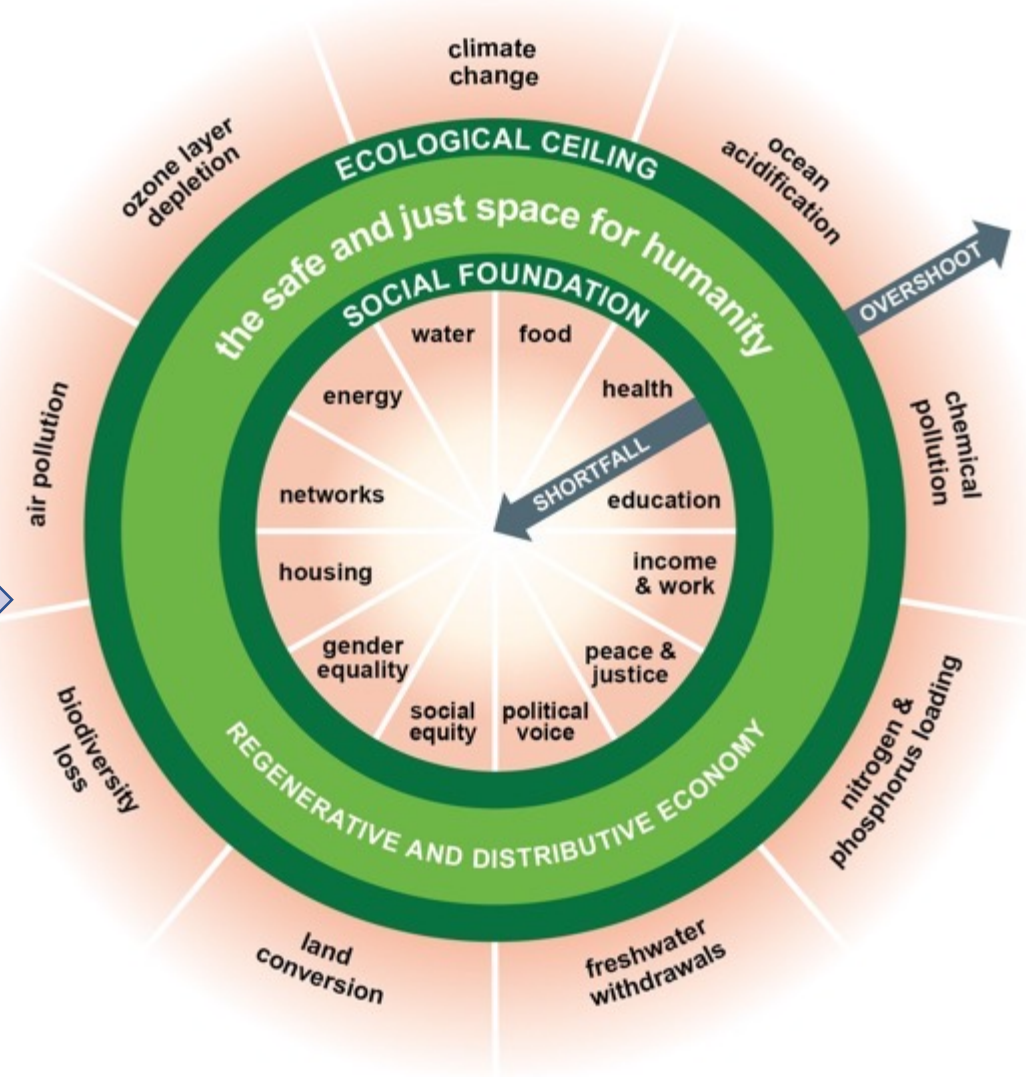 climate
change
ozone layer
depletion
ocean
acidification
ECOLOGICAL CEILING
the safe and just space for humanity
SOCIAL FOUNDATION
OVERSHOOT
water
food
energy
health
air pollution
chemical
pollution
SHORTFALL
networks
education
housing
income
& work
gender
equality
peace &
justice
social
equity
political
voice
biodiversity
loss
nitrogen &
phosphorus loading
REGENERATIVE AND DISTRIBUTIVE ECONOMY
land
conversion
freshwater
withdrawals